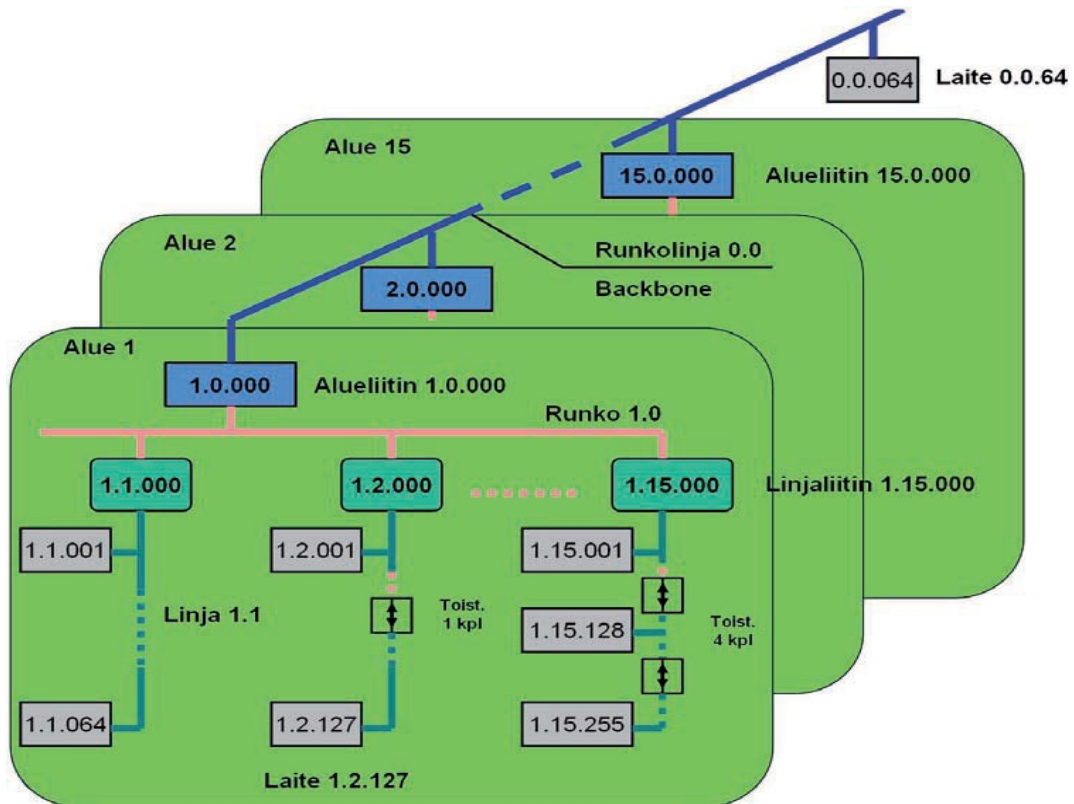 0.0.064
Laite 0.0.64
Alue 15
15.0.000
Alueliitin 15.0.000
Alue 2
Runkolinja 0.0
2.0.000
Backbone
Alue 1
1.0.000
Alueliitin 1.0.000
Runko 1.0
1.1.000
1.2.000
1.15.000
Linjaliitin 1.15.000
1.1.001
1.2.001
1.15.001
Linja 1.1
Toist.
1 kpl
1.15.128
Toist.
4 kpl
1.1.064
1.2.127
1.15.255
Laite 1.2.127